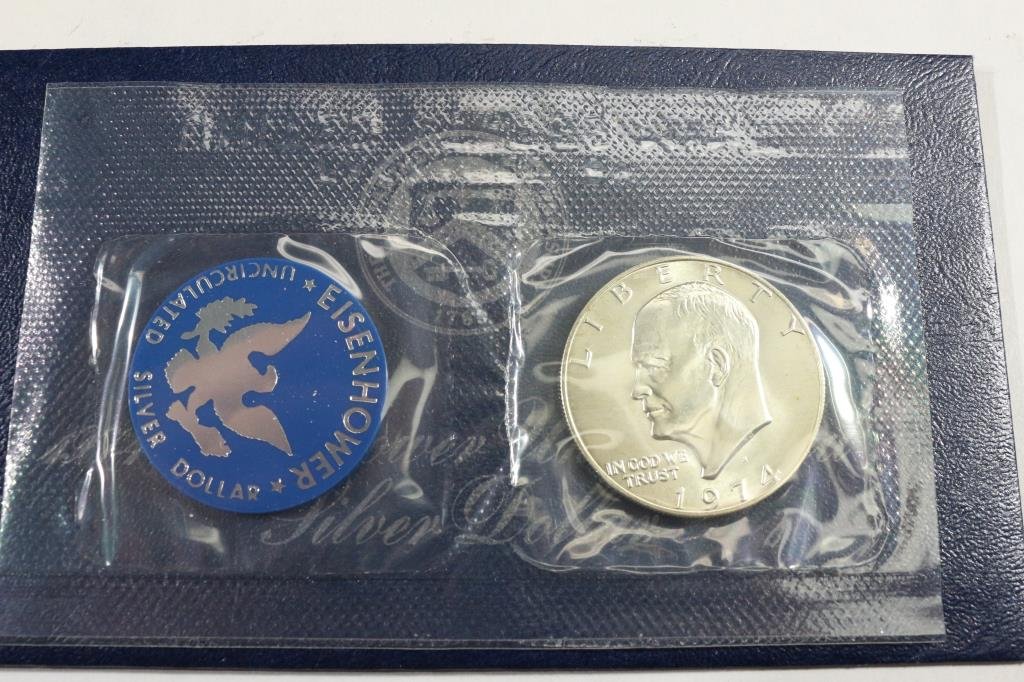 EISENHOWER
UNCIRCULATED SILVER DOLLAR
LIBERTY
IN GOD WE
TRUST
1974
Silver Dollar